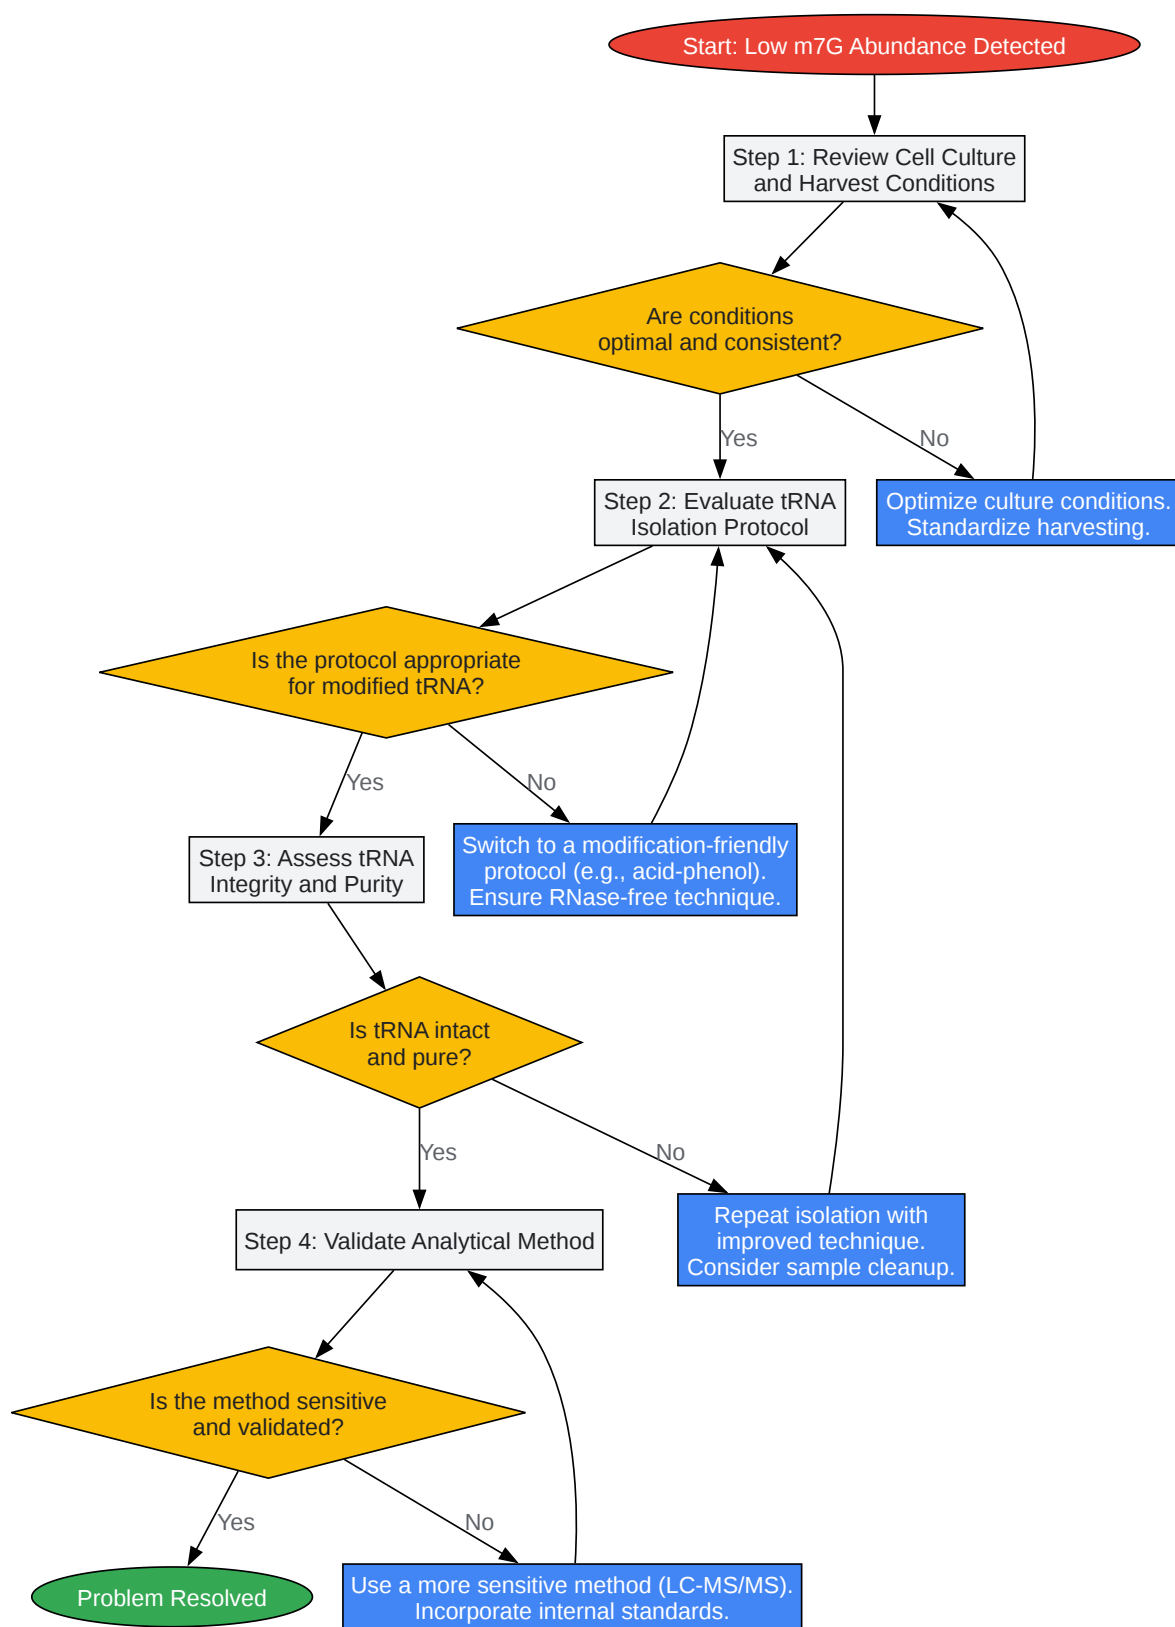 Start: Low m7G Abundance Detected
Step 1: Review Cell Culture
and Harvest Conditions
Are conditions
optimal and consistent?
Yes
No
Step 2: Evaluate tRNA
Isolation Protocol
Optimize culture conditions.
Standardize harvesting.
Is the protocol appropriate
for modified tRNA?
Yes
No
Step 3: Assess tRNA
Integrity and Purity
Switch to a modification-friendly
protocol (e.g., acid-phenol).
Ensure RNase-free technique.
Is tRNA intact
and pure?
Yes
No
Step 4: Validate Analytical Method
Repeat isolation with
improved technique.
Consider sample cleanup.
Is the method sensitive
and validated?
Yes
No
Problem Resolved
Use a more sensitive method (LC-MS/MS).
Incorporate internal standards.